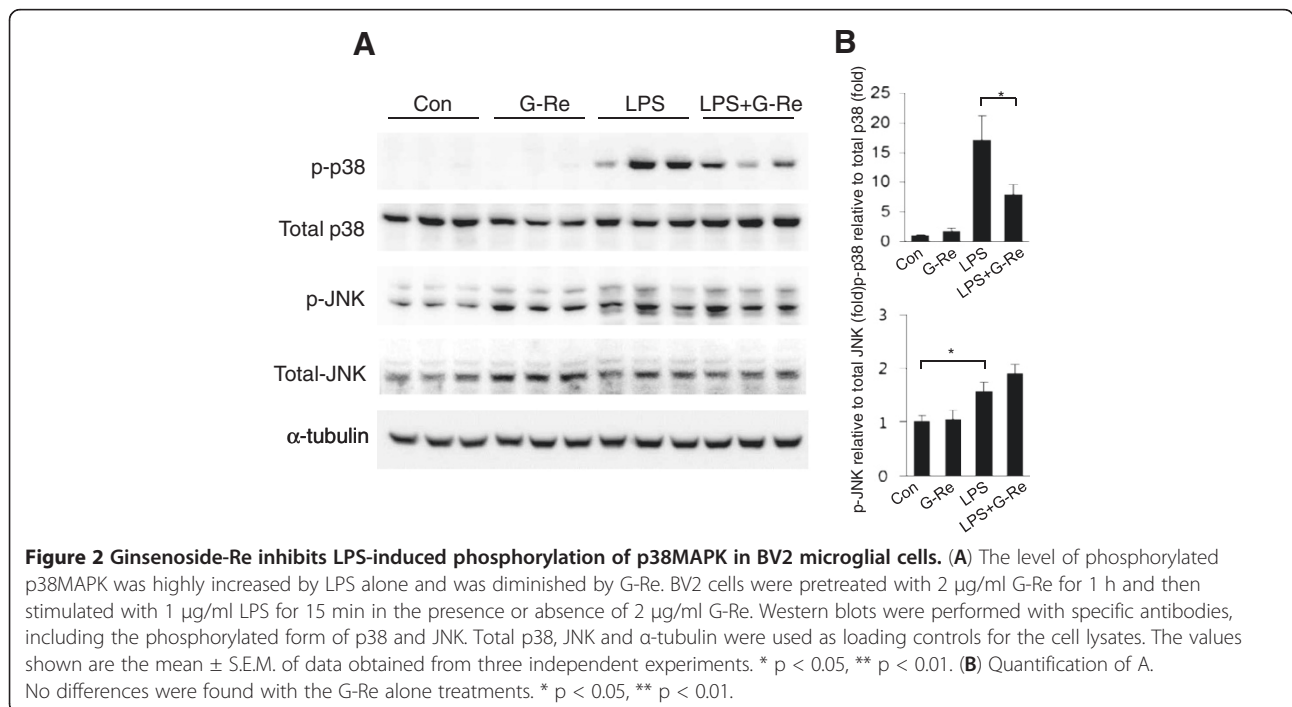 A
B
Con G-Re LPS LPS+G-Re
p-p38
Total p38
p-JNK
Total-JNK
α-tubulin
p-p38 relative to total p38 (fold)
25
20
15
10
5
0
*
Con G-Re LPS LPS+G-Re
p-JNK relative to total JNK (fold)
3
2
1
0
*
Con G-Re LPS LPS+G-Re
Figure 2 Ginsenoside-Re inhibits LPS-induced phosphorylation of p38MAPK in BV2 microglial cells. (A) The level of phosphorylated
p38MAPK was highly increased by LPS alone and was diminished by G-Re. BV2 cells were pretreated with 2 μg/ml G-Re for 1 h and then
stimulated with 1 μg/ml LPS for 15 min in the presence or absence of 2 μg/ml G-Re. Western blots were performed with specific antibodies,
including the phosphorylated form of p38 and JNK. Total p38, JNK and α-tubulin were used as loading controls for the cell lysates. The values
shown are the mean ± S.E.M. of data obtained from three independent experiments. * p < 0.05, ** p < 0.01. (B) Quantification of A.
No differences were found with the G-Re alone treatments. * p < 0.05, ** p < 0.01.